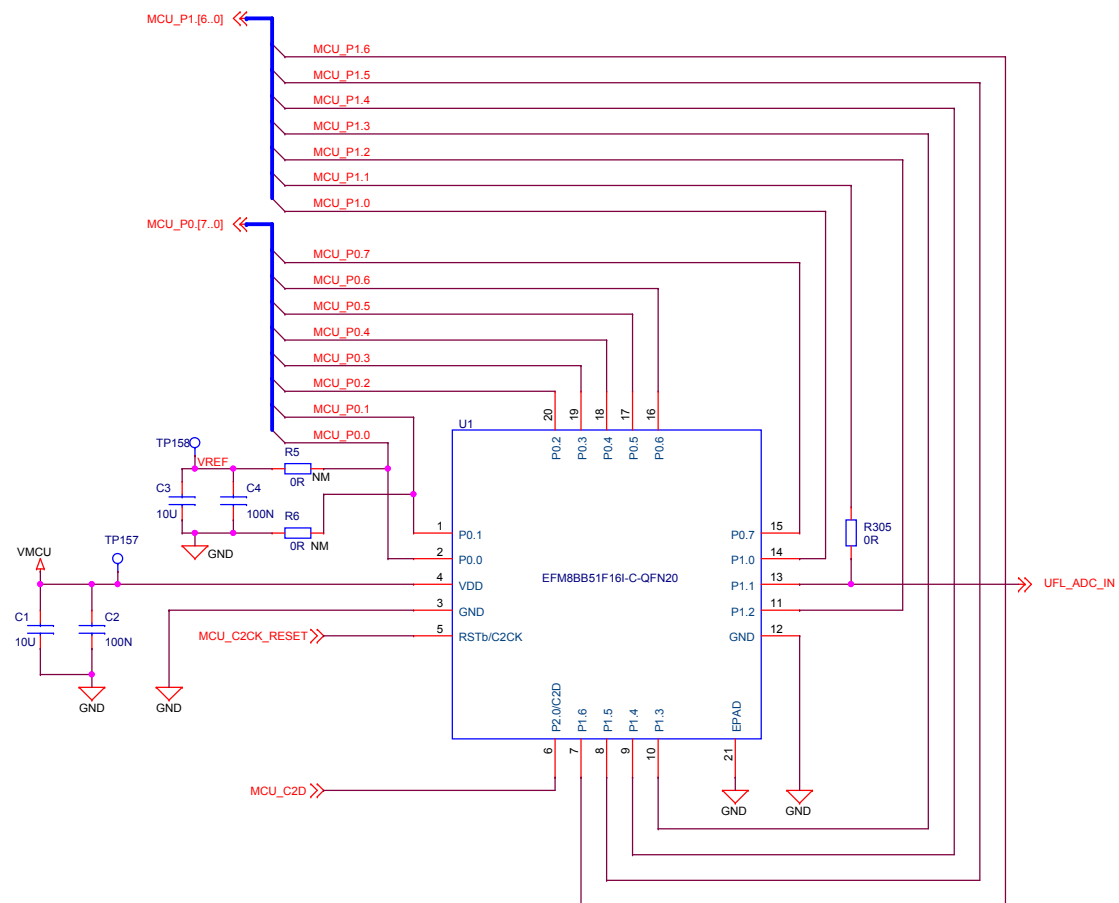 MCU_P1.[6..0]
MCU_P1.6
MCU_P1.5
MCU_P1.4
MCU_P1.3
MCU_P1.2
MCU_P1.1
MCU_P1.0
MCU_P0.[7..0]
MCU_P0.7
MCU_P0.6
MCU_P0.5
MCU_P0.4
MCU_P0.3
MCU_P0.2
MCU_P0.1
MCU_P0.0
U1
20
19
18
17
16
P0.2
P0.3
P0.4
P0.5
P0.6
TP158
VREF
R5
0R
NM
C3
10U
C4
100N
R6
0R
NM
GND
1
P0.1
2
P0.0
4
VDD
3
GND
5
RSTb/C2CK
EFM8BB51F16I-C-QFN20
P0.7
15
P1.0
14
P1.1
13
P1.2
11
GND
12
R305
0R
UFL_ADC_IN
VMCU
TP157
C1
10U
C2
100N
GND
GND
MCU_C2CK_RESET
P2.0/C2D
P1.6
P1.5
P1.4
P1.3
EPAD
6
7
8
9
10
21
MCU_C2D
GND
GND